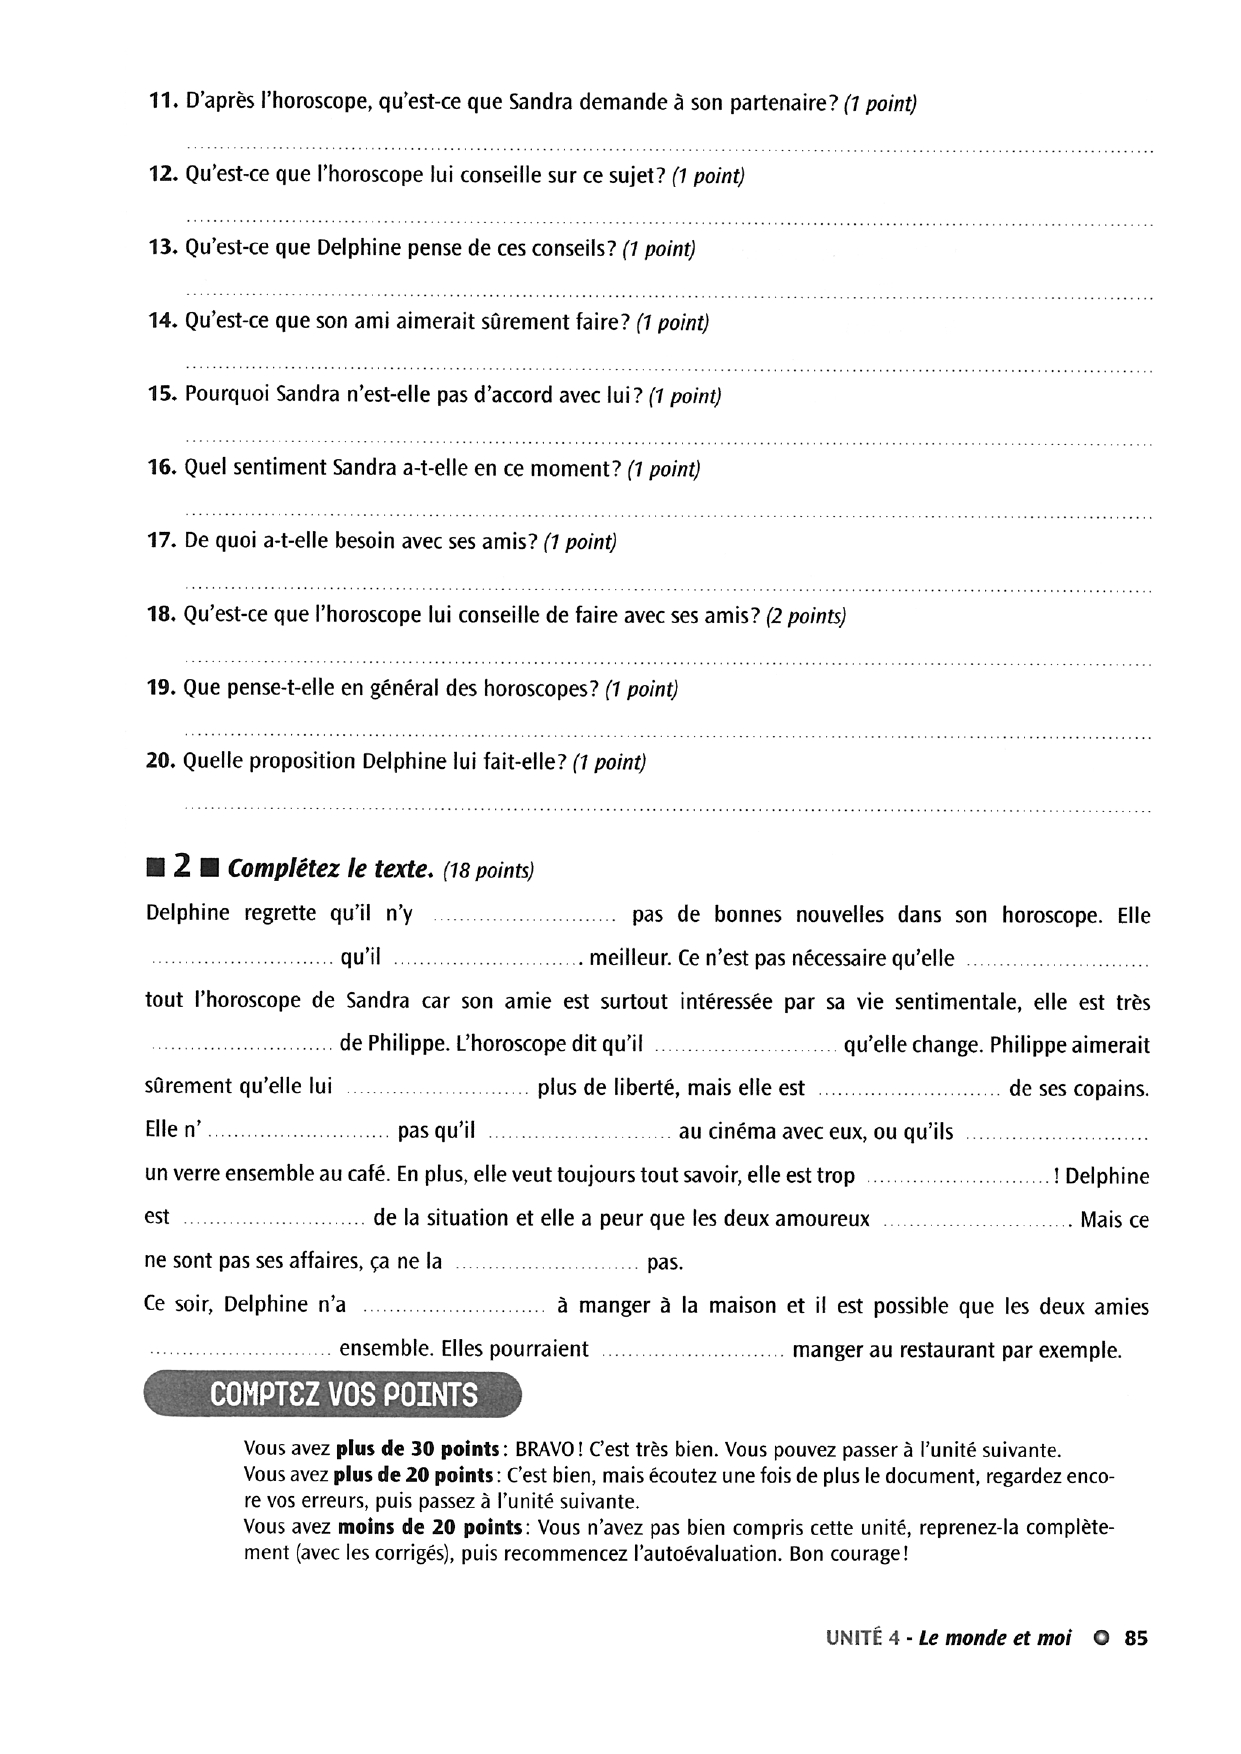 11. D'après l'horoscope, qu'est-ce que Sandra demande à son partenaire? (1 point)
12. Qu'est-ce que l'horoscope lui conseille sur ce sujet? (1 point)
13. Qu'est-ce que Delphine pense de ces conseils? (1 point)
14. Qu'est-ce que son ami aimerait sûrement faire? (1 point)
15. Pourquoi Sandra n'est-elle pas d'accord avec lui? (1 point)
16. Quel sentiment Sandra a-t-elle en ce moment? (1 point)
17. De quoi a-t-elle besoin avec ses amis? (1 point)
18. Qu'est-ce que l'horoscope lui conseille de faire avec ses amis? (2 points)
19. Que pense-t-elle en général des horoscopes? (1 point)
20. Quelle proposition Delphine lui fait-elle? (1 point)
■ 2 ■ Complétez le texte. (18 points)
Delphine regrette qu'il n'y ........................... pas de bonnes nouvelles dans son horoscope. Elle
........................... qu'il ........................... . meilleur. Ce n'est pas nécessaire qu'elle ...........................
tout l'horoscope de Sandra car son amie est surtout intéressée par sa vie sentimentale, elle est très
........................... de Philippe. L'horoscope dit qu'il ........................... qu'elle change. Philippe aimerait
sûrement qu'elle lui ........................... plus de liberté, mais elle est ........................... de ses copains.
Elle n' ........................... pas qu'il ........................... au cinéma avec eux, ou qu'ils ...........................
un verre ensemble au café. En plus, elle veut toujours tout savoir, elle est trop ........................... ! Delphine
est ........................... de la situation et elle a peur que les deux amoureux ........................... . Mais ce
ne sont pas ses affaires, ça ne la ........................... pas.
Ce soir, Delphine n'a ........................... à manger à la maison et il est possible que les deux amies
........................... ensemble. Elles pourraient ........................... manger au restaurant par exemple.
COMPTEZ VOS POINTS
Vous avez plus de 30 points : BRAVO ! C'est très bien. Vous pouvez passer à l'unité suivante.
Vous avez plus de 20 points : C'est bien, mais écoutez une fois de plus le document, regardez enco-
re vos erreurs, puis passez à l'unité suivante.
Vous avez moins de 20 points : Vous n'avez pas bien compris cette unité, reprenez-la complète-
ment (avec les corrigés), puis recommencez l'autoévaluation. Bon courage !
UNITÉ 4 - Le monde et moi 85